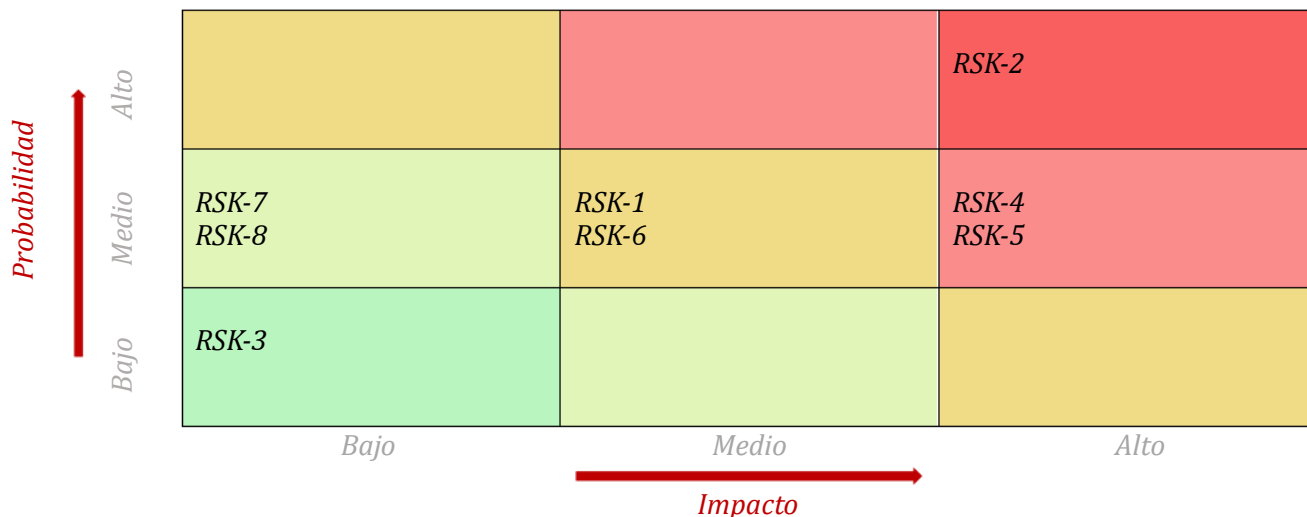 Probabilidad
Alto
RSK-2
Medio
RSK-7
RSK-8
RSK-1
RSK-6
RSK-4
RSK-5
Bajo
RSK-3
Bajo
Medio
Alto
Impacto